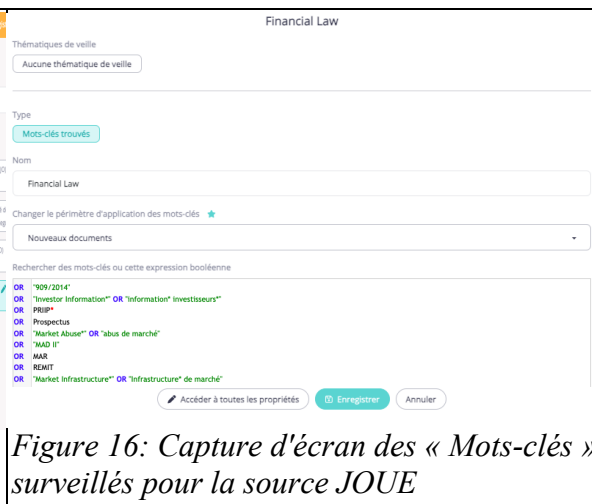 Financial Law
Thématiques de veille
Aucune thématique de veille
Type
Mots-clés trouvés
Nom
Financial Law
Changer le périmètre d'application des mots-clés
Nouveaux documents
Rechercher des mots-clés ou cette expression booléenne
OR "909/2014"
OR "Investor Information*" OR "information* investisseurs*"
OR PRIIP*
OR Prospectus
OR "Market Abuse*" OR "abus de marché"
OR "MAD II"
OR MAR
OR REMIT
OR "Market Infrastructure*" OR "Infrastructure* de marché"
Accéder à toutes les propriétés Enregistrer Annuler
Figure 16: Capture d'écran des « Mots-clés »
surveillés pour la source JOUE